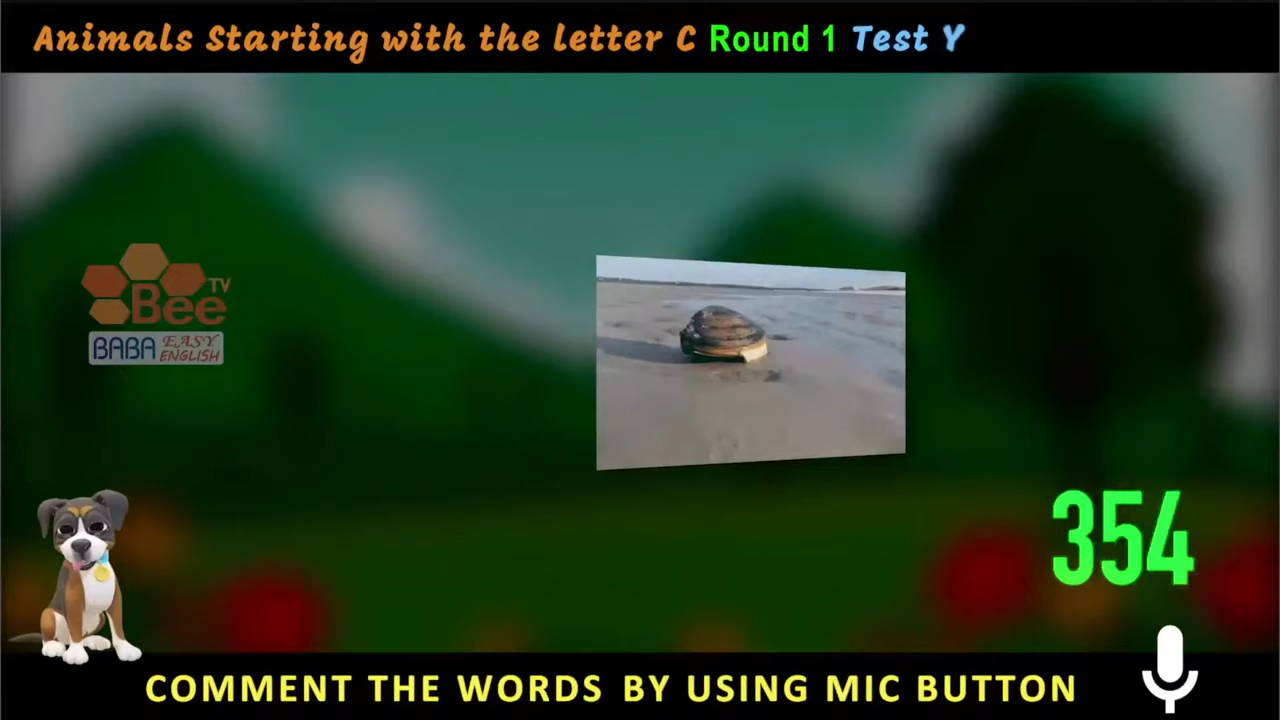 Animals Starting with the letter C Round 1 Test Y
Bee TV
BABA EASY ENGLISH
354
COMMENT THE WORDS BY USING MIC BUTTON